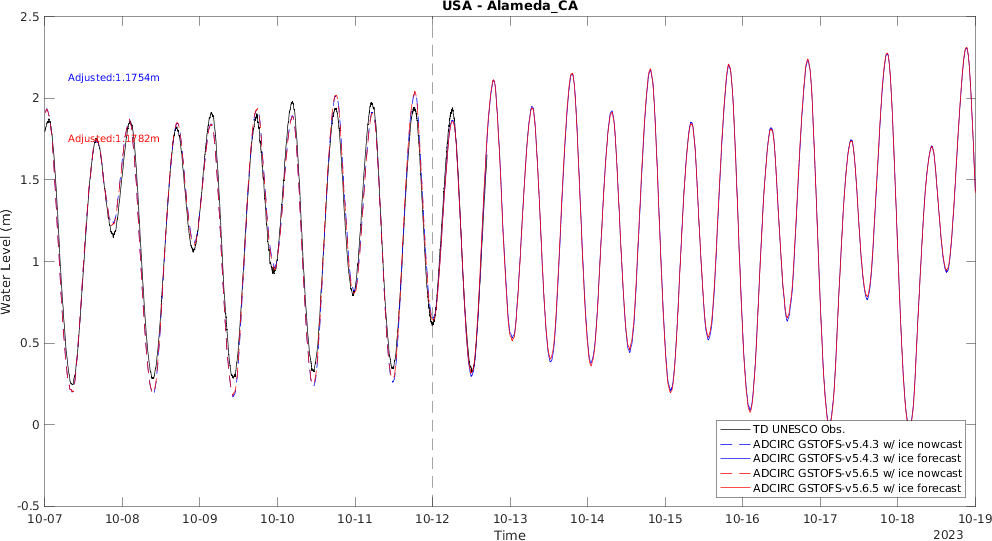 USA - Alameda_CA
2.5
2
1.5
1
0.5
0
-0.5
Water Level (m)
Adjusted:1.1754m
Adjusted:1.1782m
TD UNESCO Obs.
ADCIRC GSTOFS-v5.4.3 w/ ice nowcast
ADCIRC GSTOFS-v5.4.3 w/ ice forecast
ADCIRC GSTOFS-v5.6.5 w/ ice nowcast
ADCIRC GSTOFS-v5.6.5 w/ ice forecast
10-07 10-08 10-09 10-10 10-11 10-12 10-13 10-14 10-15 10-16 10-17 10-18 10-19
Time
2023